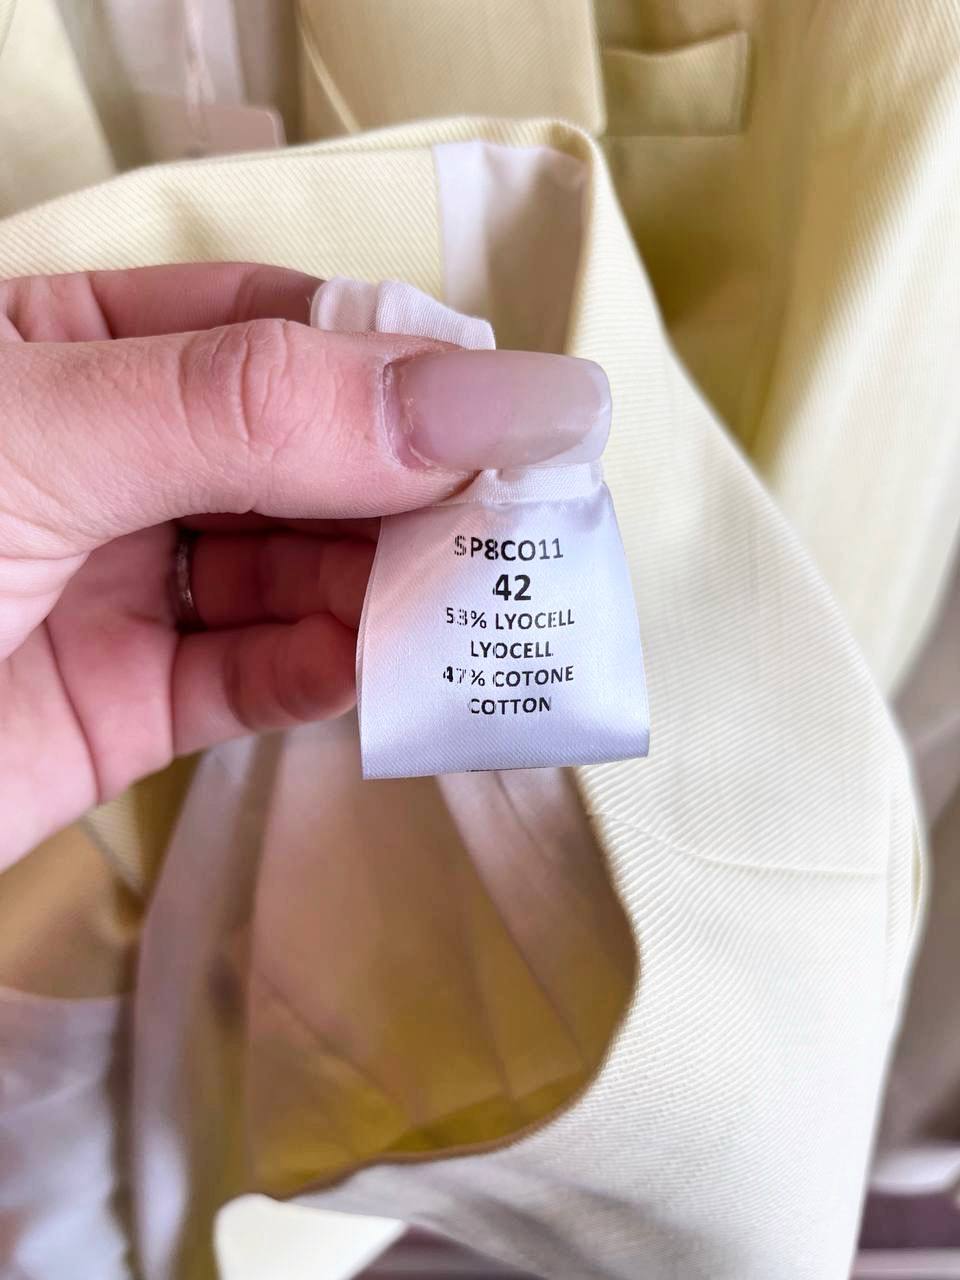 SP8CO11
42
53% LYOCELL
LYOCELL
47% COTONE
COTTON